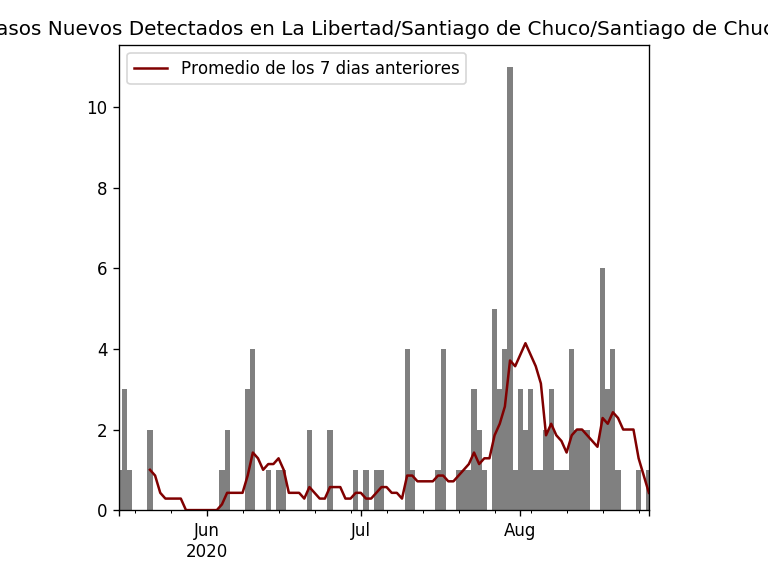 asos Nuevos Detectados en La Libertad/Santiago de Chuco/Santiago de Chuc
Promedio de los 7 dias anteriores
10
8
6
4
2
0
Jun Jul Aug
2020